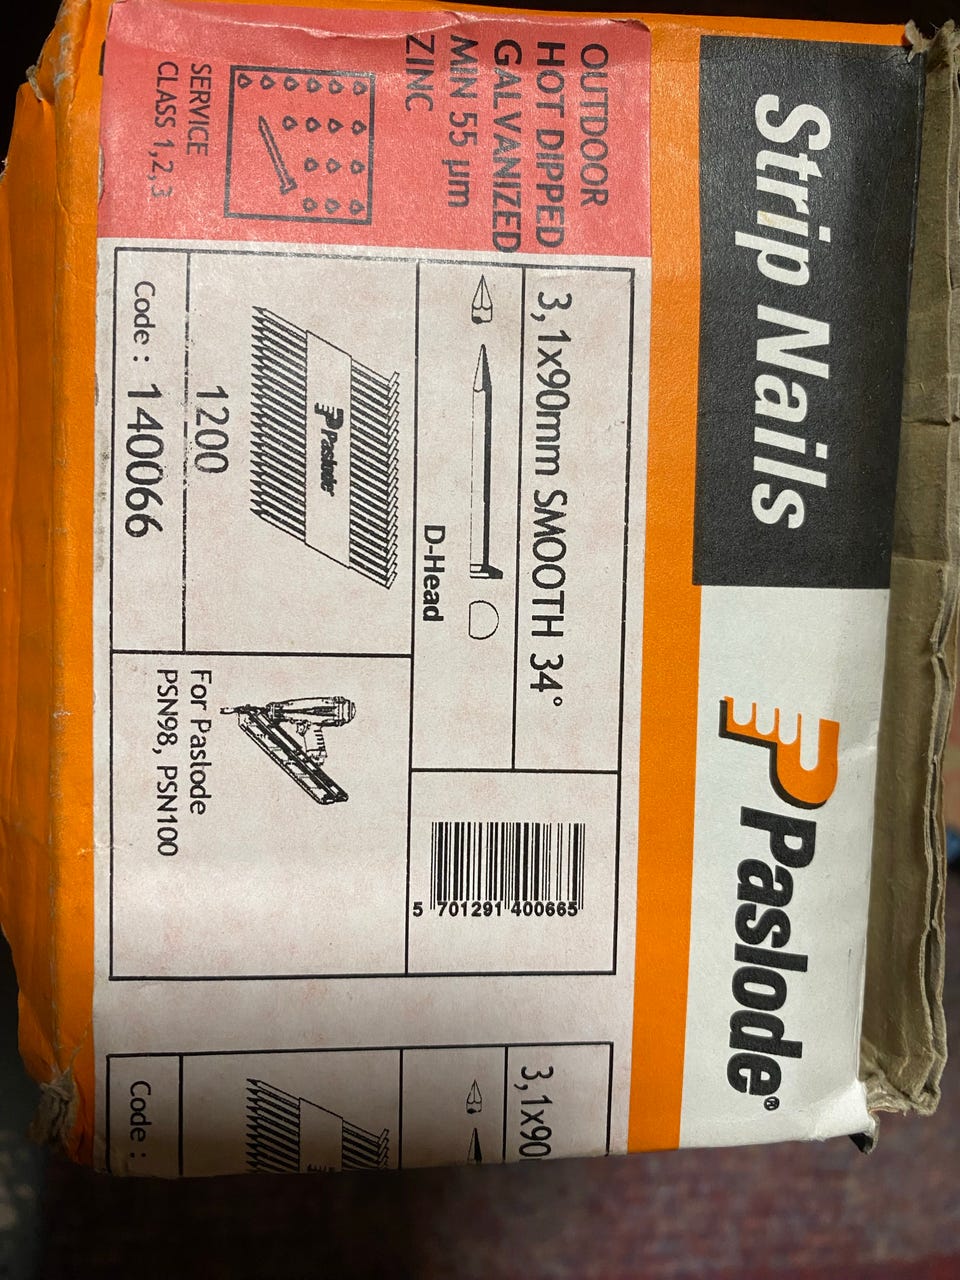 Strip Nails
Paslode®
OUTDOOR
HOT DIPPED
GALVANIZED
MIN 55 µm
ZINC
SERVICE
CLASS 1,2,3
3,1x90mm SMOOTH 34°
D-Head
Paslode
1200
Code : 140066
5 701291 400665
For Paslode
PSN98, PSN100
3,1x90
Code :